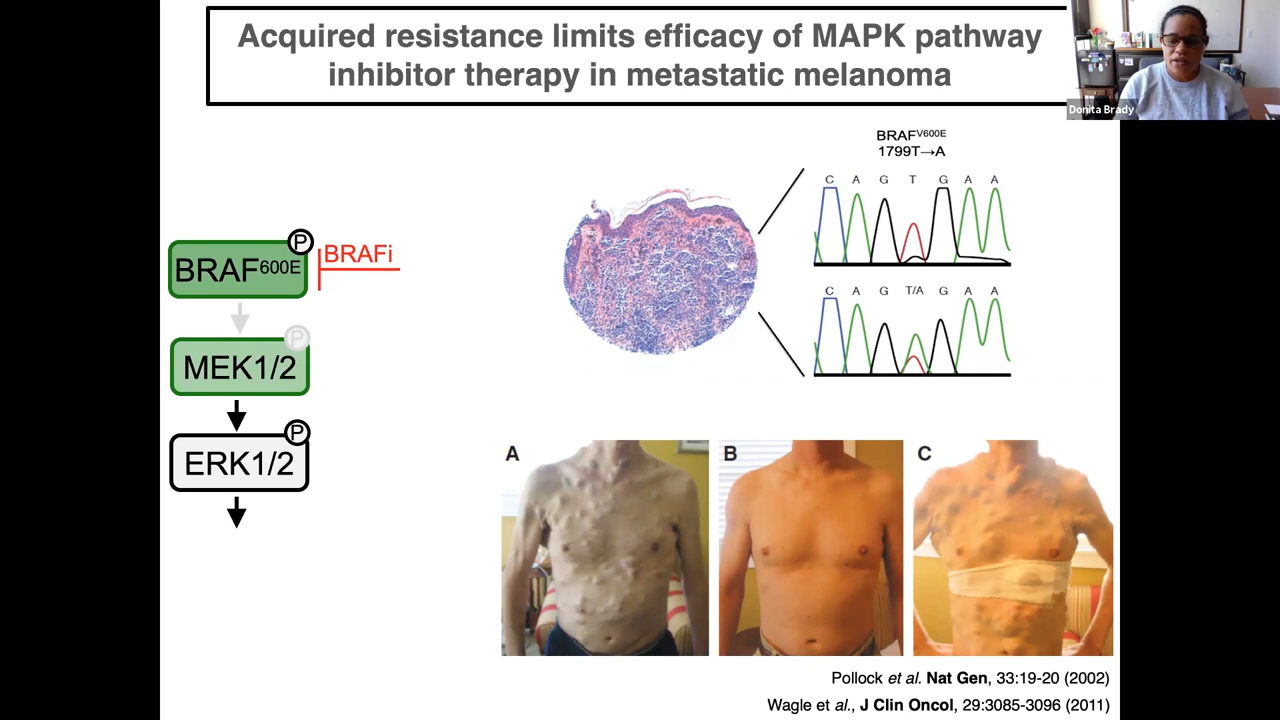 Acquired resistance limits efficacy of MAPK pathway
inhibitor therapy in metastatic melanoma
Donita Brady
BRAFV600E
1799T→A
C A G T G A A
C A G T/A G A A
P
BRAF600E
BRAFi
P
MEK1/2
P
ERK1/2
A
B
C
Pollock et al. Nat Gen, 33:19-20 (2002)
Wagle et al., J Clin Oncol, 29:3085-3096 (2011)